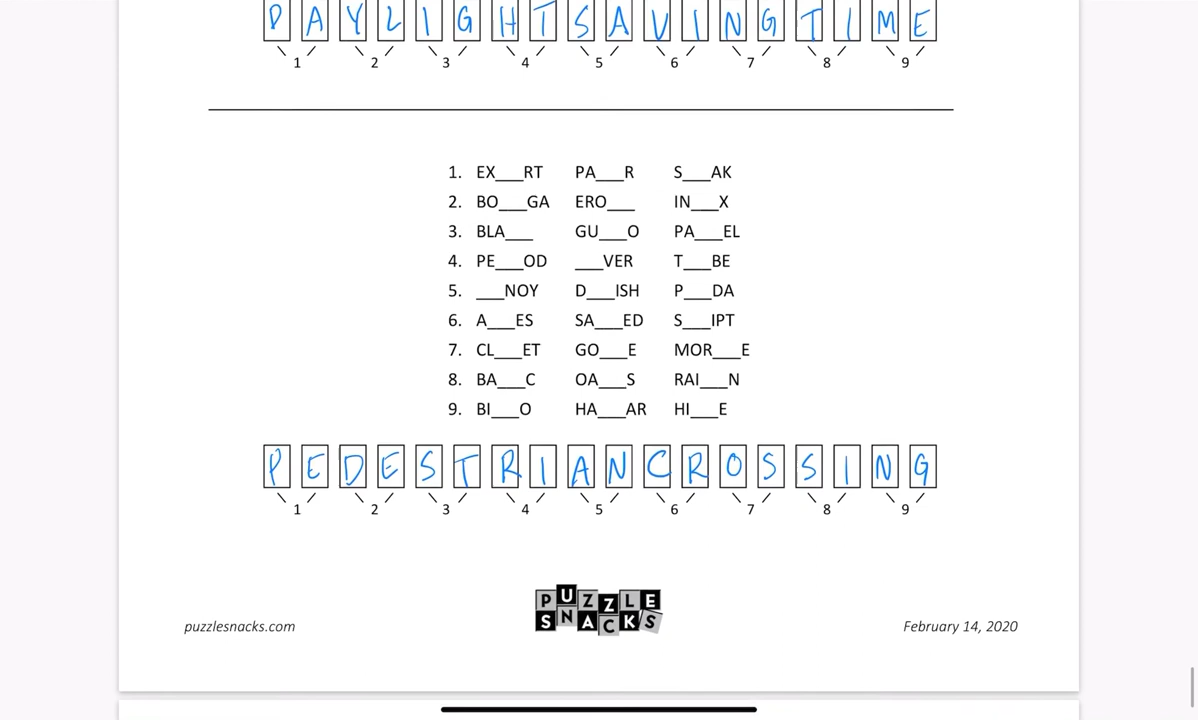 D A Y L I G H T S A V I N G T I M E
1 2 3 4 5 6 7 8 9
1. EX___RT PA___R S___AK
2. BO___GA ERO___ IN___X
3. BLA___ GU___O PA___EL
4. PE___OD ___VER T___BE
5. ___NOY D___ISH P___DA
6. A___ES SA___ED S___IPT
7. CL___ET GO___E MOR___E
8. BA___C OA___S RAI___N
9. BI___O HA___AR HI___E
P E D E S T R I A N C R O S S I N G
1 2 3 4 5 6 7 8 9
PUZZLE
SNACKS
puzzlesnacks.com February 14, 2020